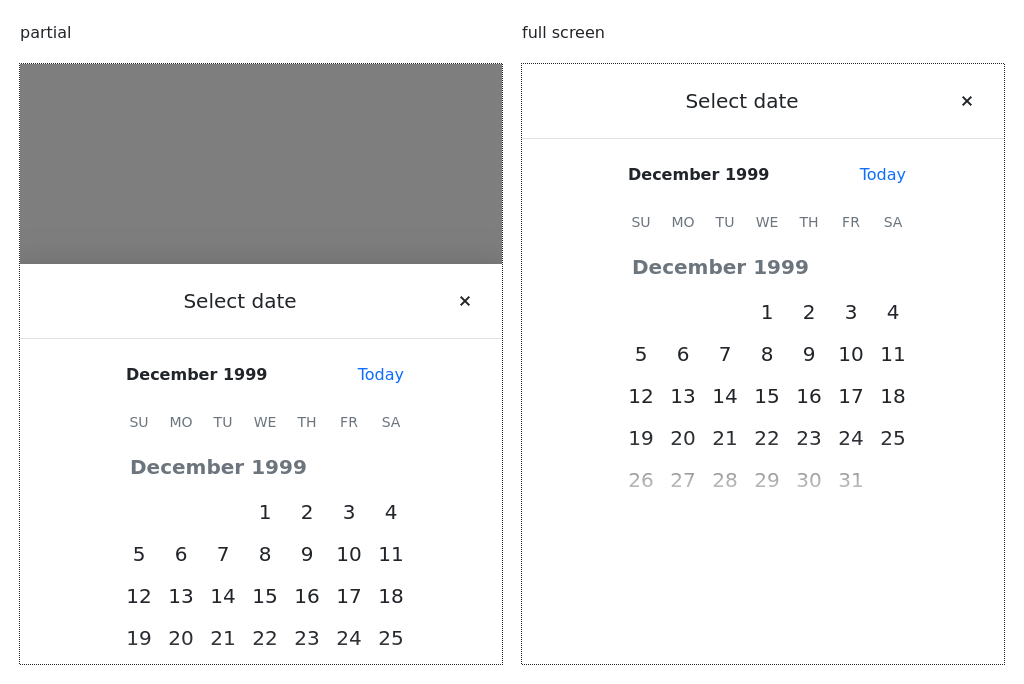 partial
Select date ×
December 1999 Today
SU MO TU WE TH FR SA
December 1999
1 2 3 4
5 6 7 8 9 10 11
12 13 14 15 16 17 18
19 20 21 22 23 24 25
full screen
Select date ×
December 1999 Today
SU MO TU WE TH FR SA
December 1999
1 2 3 4
5 6 7 8 9 10 11
12 13 14 15 16 17 18
19 20 21 22 23 24 25
26 27 28 29 30 31